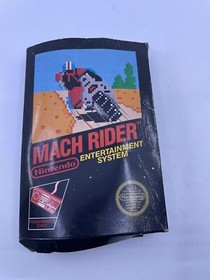 MACH RIDER
Nintendo
ENTERTAINMENT
SYSTEM